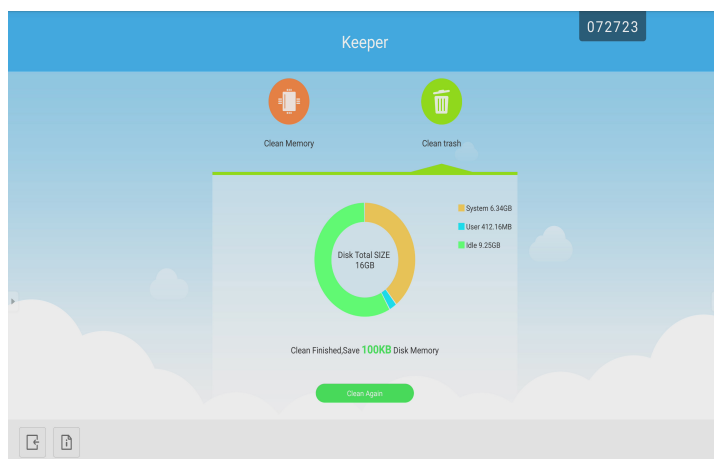 Keeper
072723
Clean Memory
Clean trash
System 6.34GB
User 412.16MB
Idle 9.25GB
Disk Total SIZE
16GB
Clean Finished,Save 100KB Disk Memory
Clean Again